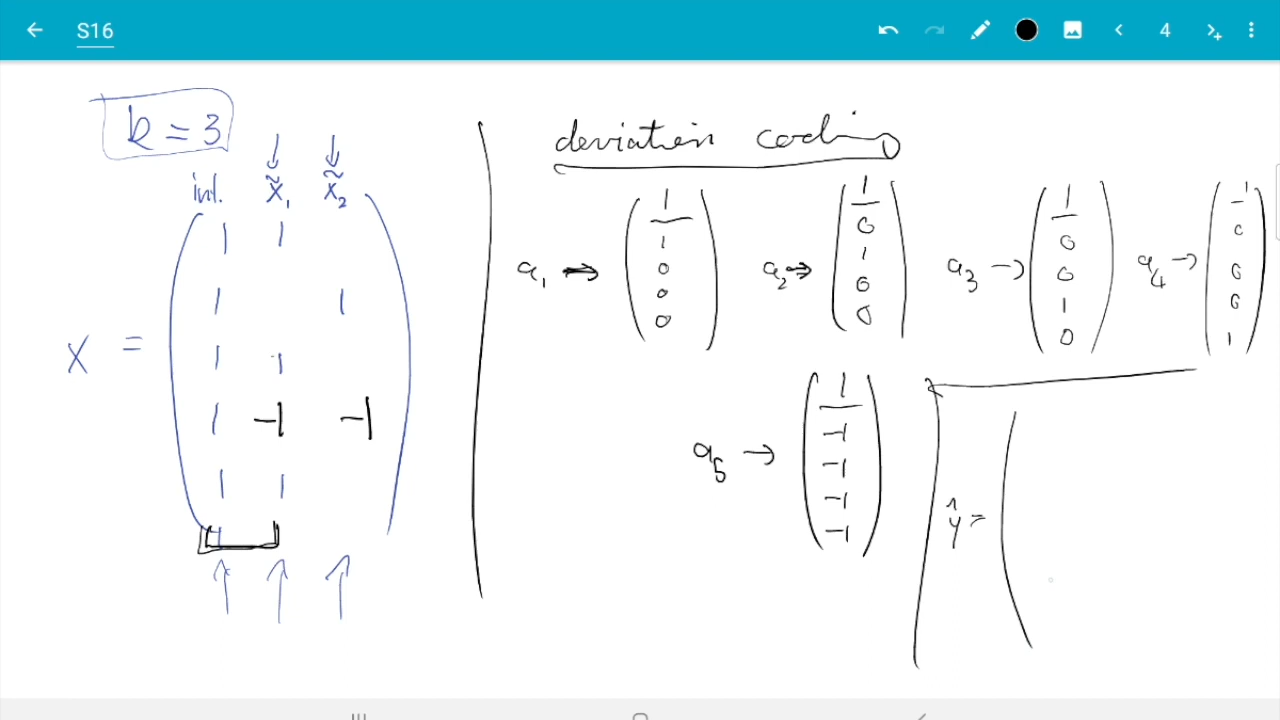 S16
4
k = 3
int. x̃₁ x̃₂
1 1
1 1
X = 1 1
1 -1 -1
1 1
deviation coding
a₁ → (1 1 0 0 0) a₂ → (1 0 1 0 0) a₃ → (1 0 0 1 0) a₄ → (1 0 0 0 1)
a₅ → (1 -1 -1 -1 -1)
ŷ = (